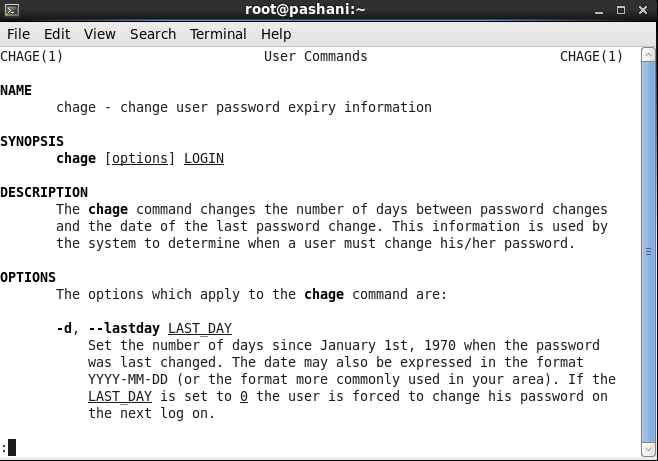 root@pashani:~
File Edit View Search Terminal Help
CHAGE(1) User Commands CHAGE(1)
NAME
chage - change user password expiry information
SYNOPSIS
chage [options] LOGIN
DESCRIPTION
The chage command changes the number of days between password changes
and the date of the last password change. This information is used by
the system to determine when a user must change his/her password.
OPTIONS
The options which apply to the chage command are:
-d, --lastday LAST_DAY
Set the number of days since January 1st, 1970 when the password
was last changed. The date may also be expressed in the format
YYYY-MM-DD (or the format more commonly used in your area). If the
LAST_DAY is set to 0 the user is forced to change his password on
the next log on.
: